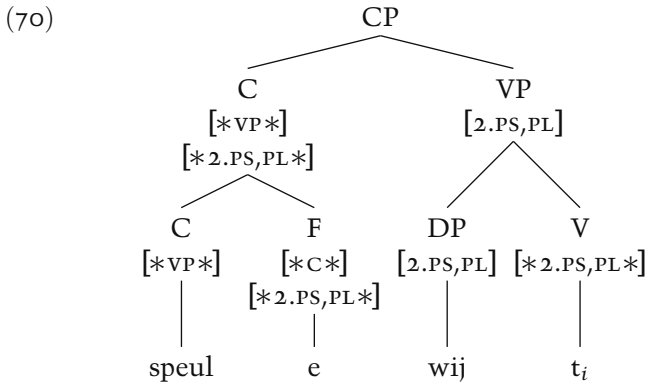 (70) CP
C VP
[∗VP∗] [2.PS,PL]
[∗2.PS,PL∗]
C F DP V
[∗VP∗] [∗C∗] [2.PS,PL] [∗2.PS,PL∗]
[∗2.PS,PL∗]
speul e wij tᵢ